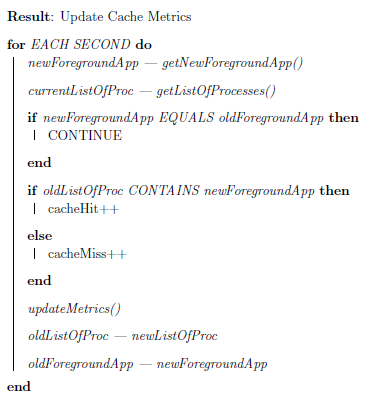 Result: Update Cache Metrics
for EACH SECOND do
newForegroundApp — getNewForegroundApp()
currentListOfProc — getListOfProcesses()
if newForegroundApp EQUALS oldForegroundApp then
CONTINUE
end
if oldListOfProc CONTAINS newForegroundApp then
cacheHit++
else
cacheMiss++
end
updateMetrics()
oldListOfProc — newListOfProc
oldForegroundApp — newForegroundApp
end